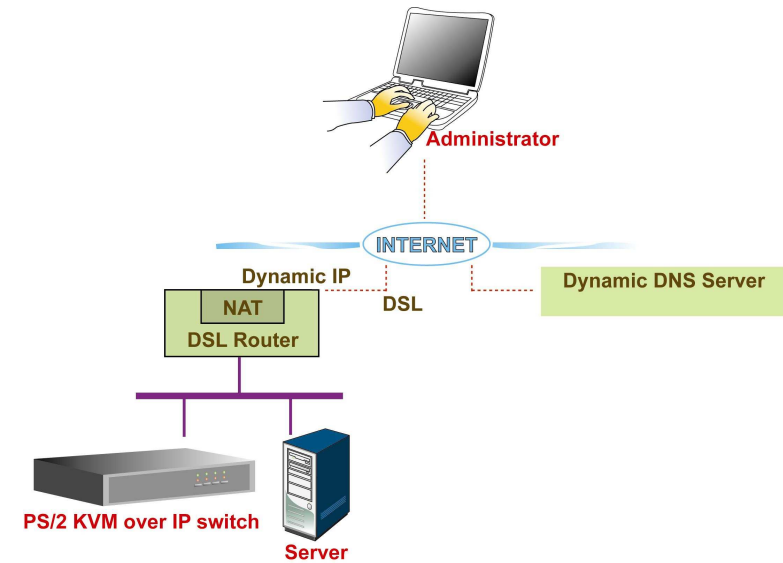 Administrator
INTERNET
Dynamic IP
DSL
Dynamic DNS Server
NAT
DSL Router
PS/2 KVM over IP switch
Server